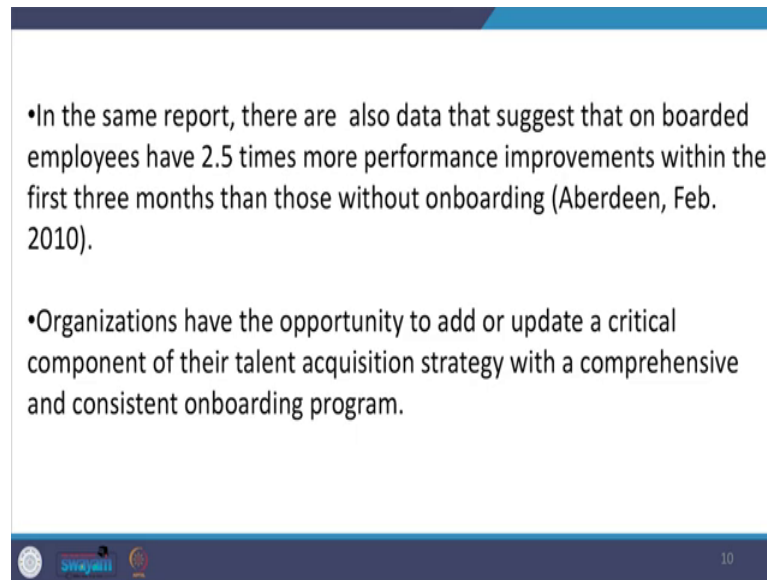 •In the same report, there are  also data that suggest that on boarded
employees have 2.5 times more performance improvements within the
first three months than those without onboarding (Aberdeen, Feb.
2010).
•Organizations have the opportunity to add or update a critical
component of their talent acquisition strategy with a comprehensive
and consistent onboarding program.
swayam
10